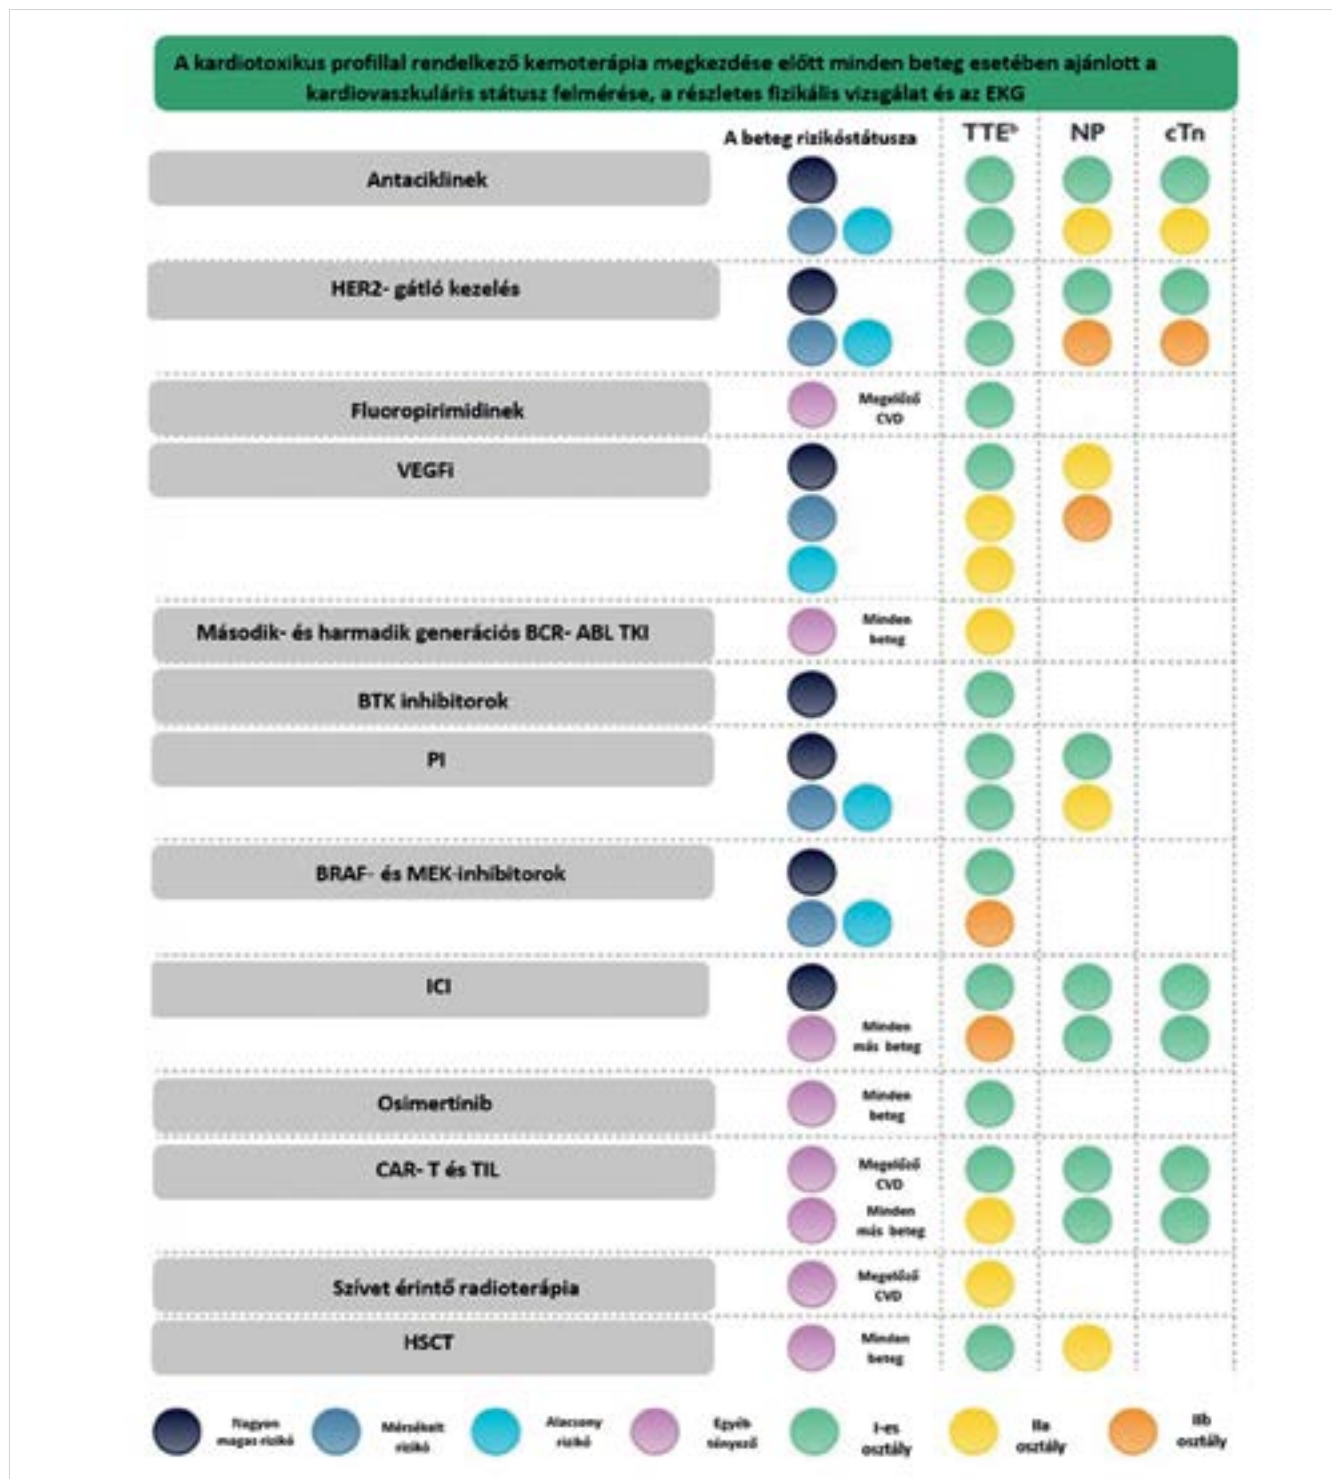 A kardiotoxikus profillal rendelkező kemoterápia megkezdése előtt minden beteg esetében ajánlott a
kardiovaszkuláris státusz felmérése, a részletes fizikális vizsgálat és az EKG
A beteg rizikóstátusza TTEᵇ NP cTn
Antaciklinek
HER2- gátló kezelés
Fluoropirimidinek
Megelőző
CVD
VEGFi
Második- és harmadik generációs BCR- ABL TKI
Minden
beteg
BTK inhibitorok
PI
BRAF- és MEK-inhibitorok
ICI
Minden
más beteg
Osimertinib
Minden
beteg
CAR- T és TIL
Megelőző
CVD
Minden
más beteg
Szívet érintő radioterápia
Megelőző
CVD
HSCT
Minden
beteg
Nagyon
magas rizikó
Mérsékelt
rizikó
Alacsony
rizikó
Egyéb
tényező
I-es
osztály
IIa
osztály
IIb
osztály